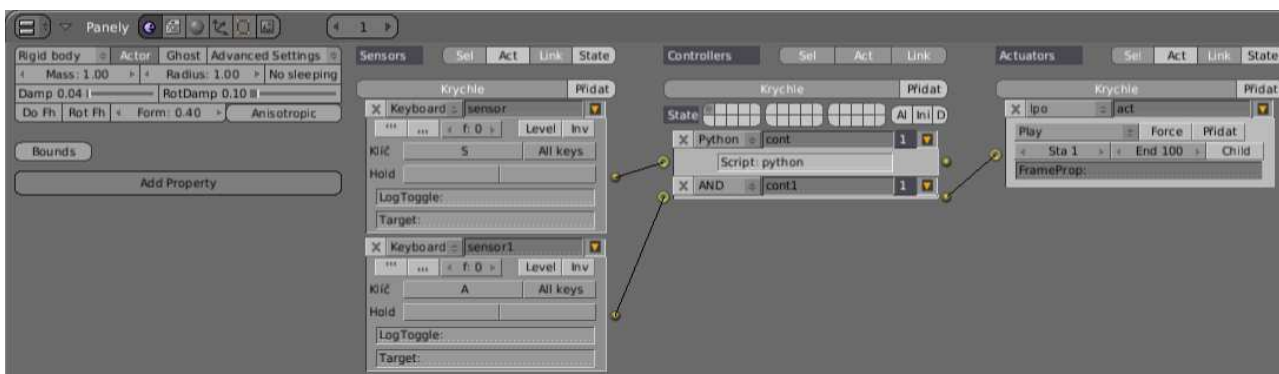 Panely
1
Rigid body Actor Ghost Advanced Settings
Mass: 1.00 Radius: 1.00 No sleeping
Damp 0.04 RotDamp 0.10
Do Fh Rot Fh Form: 0.40 Anisotropic
Bounds
Add Property
Sensors Sel Act Link State
Krychle Přidat
X Keyboard sensor
f: 0 Level Inv
Klíč S All keys
Hold
LogToggle:
Target:
X Keyboard sensor1
f: 0 Level Inv
Klíč A All keys
Hold
LogToggle:
Target:
Controllers Sel Act Link
Krychle Přidat
State Al Ini D
X Python cont 1
Script: python
X AND cont1 1
Actuators Sel Act Link State
Krychle Přidat
X Ipo act
Play Force Přidat
Sta 1 End 100 Child
FrameProp: